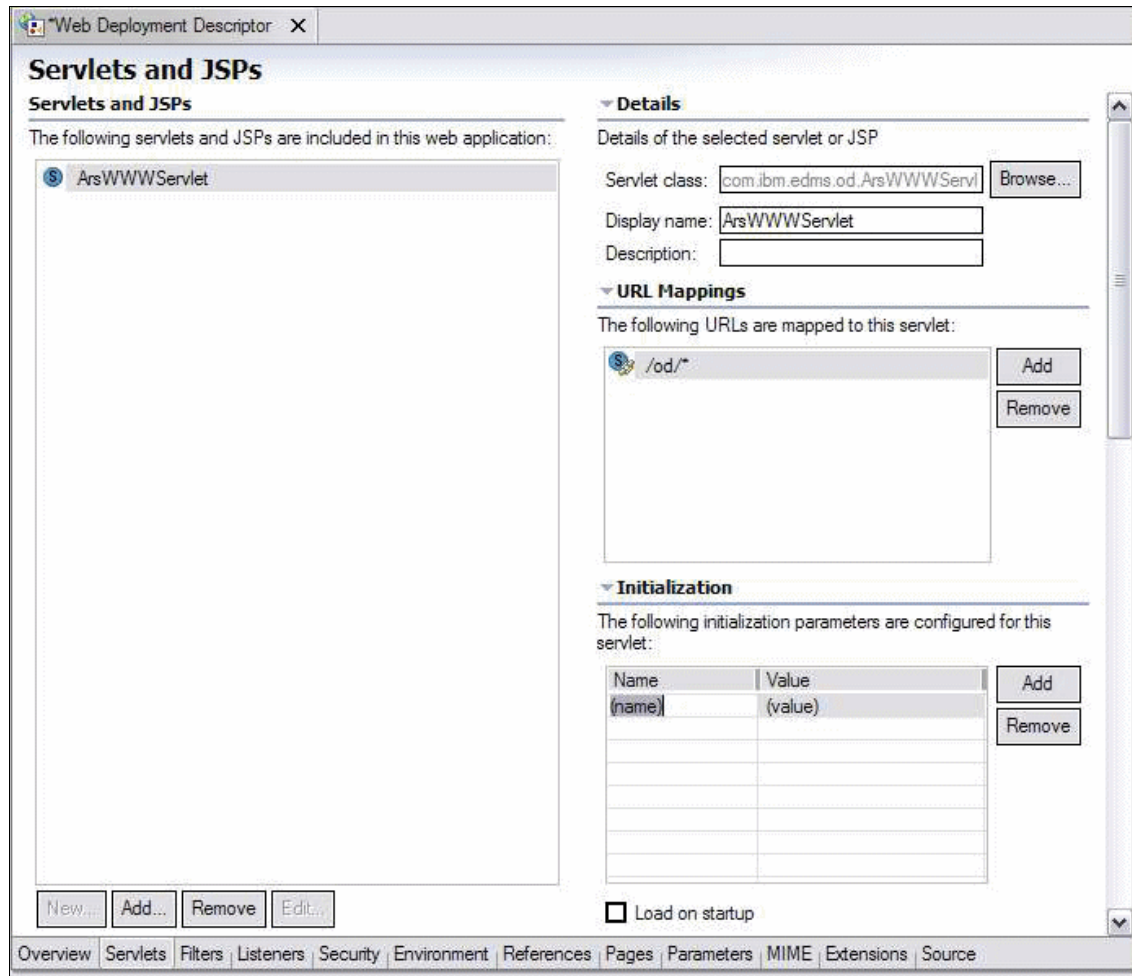 *Web Deployment Descriptor X
Servlets and JSPs
Servlets and JSPs
The following servlets and JSPs are included in this web application:
ArsWWWServlet
New...
Add...
Remove
Edit...
Details
Details of the selected servlet or JSP
Servlet class: com.ibm.edms.od.ArsWWWServl Browse...
Display name: ArsWWWServlet
Description:
URL Mappings
The following URLs are mapped to this servlet:
/od/*
Add
Remove
Initialization
The following initialization parameters are configured for this
servlet:
Name Value
(name) (value)
Add
Remove
Load on startup
Overview Servlets Filters Listeners Security Environment References Pages Parameters MIME Extensions Source